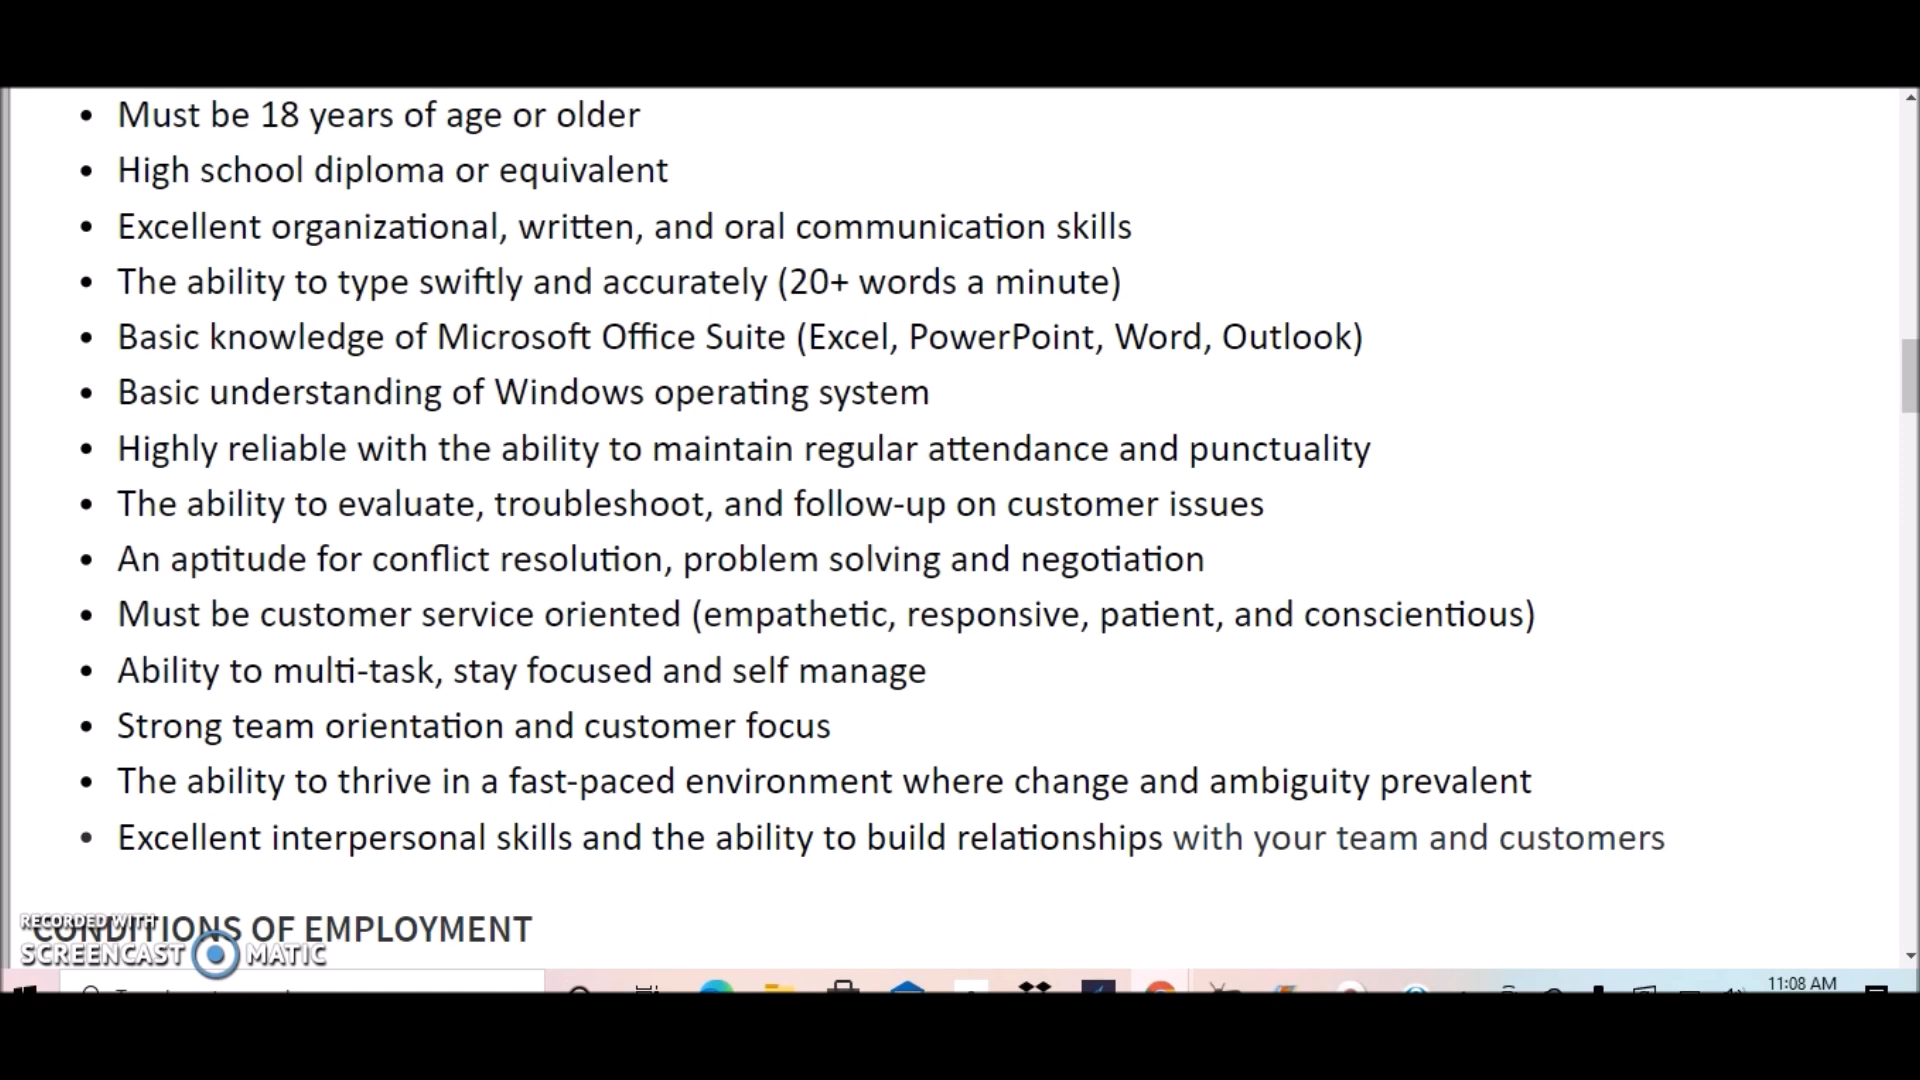 Must be 18 years of age or older
High school diploma or equivalent
Excellent organizational, written, and oral communication skills
The ability to type swiftly and accurately (20+ words a minute)
Basic knowledge of Microsoft Office Suite (Excel, PowerPoint, Word, Outlook)
Basic understanding of Windows operating system
Highly reliable with the ability to maintain regular attendance and punctuality
The ability to evaluate, troubleshoot, and follow-up on customer issues
An aptitude for conflict resolution, problem solving and negotiation
Must be customer service oriented (empathetic, responsive, patient, and conscientious)
Ability to multi-task, stay focused and self manage
Strong team orientation and customer focus
The ability to thrive in a fast-paced environment where change and ambiguity prevalent
Excellent interpersonal skills and the ability to build relationships with your team and customers
RECORDED WITH
CONDITIONS OF EMPLOYMENT
SCREENCAST MATIC
11:08 AM